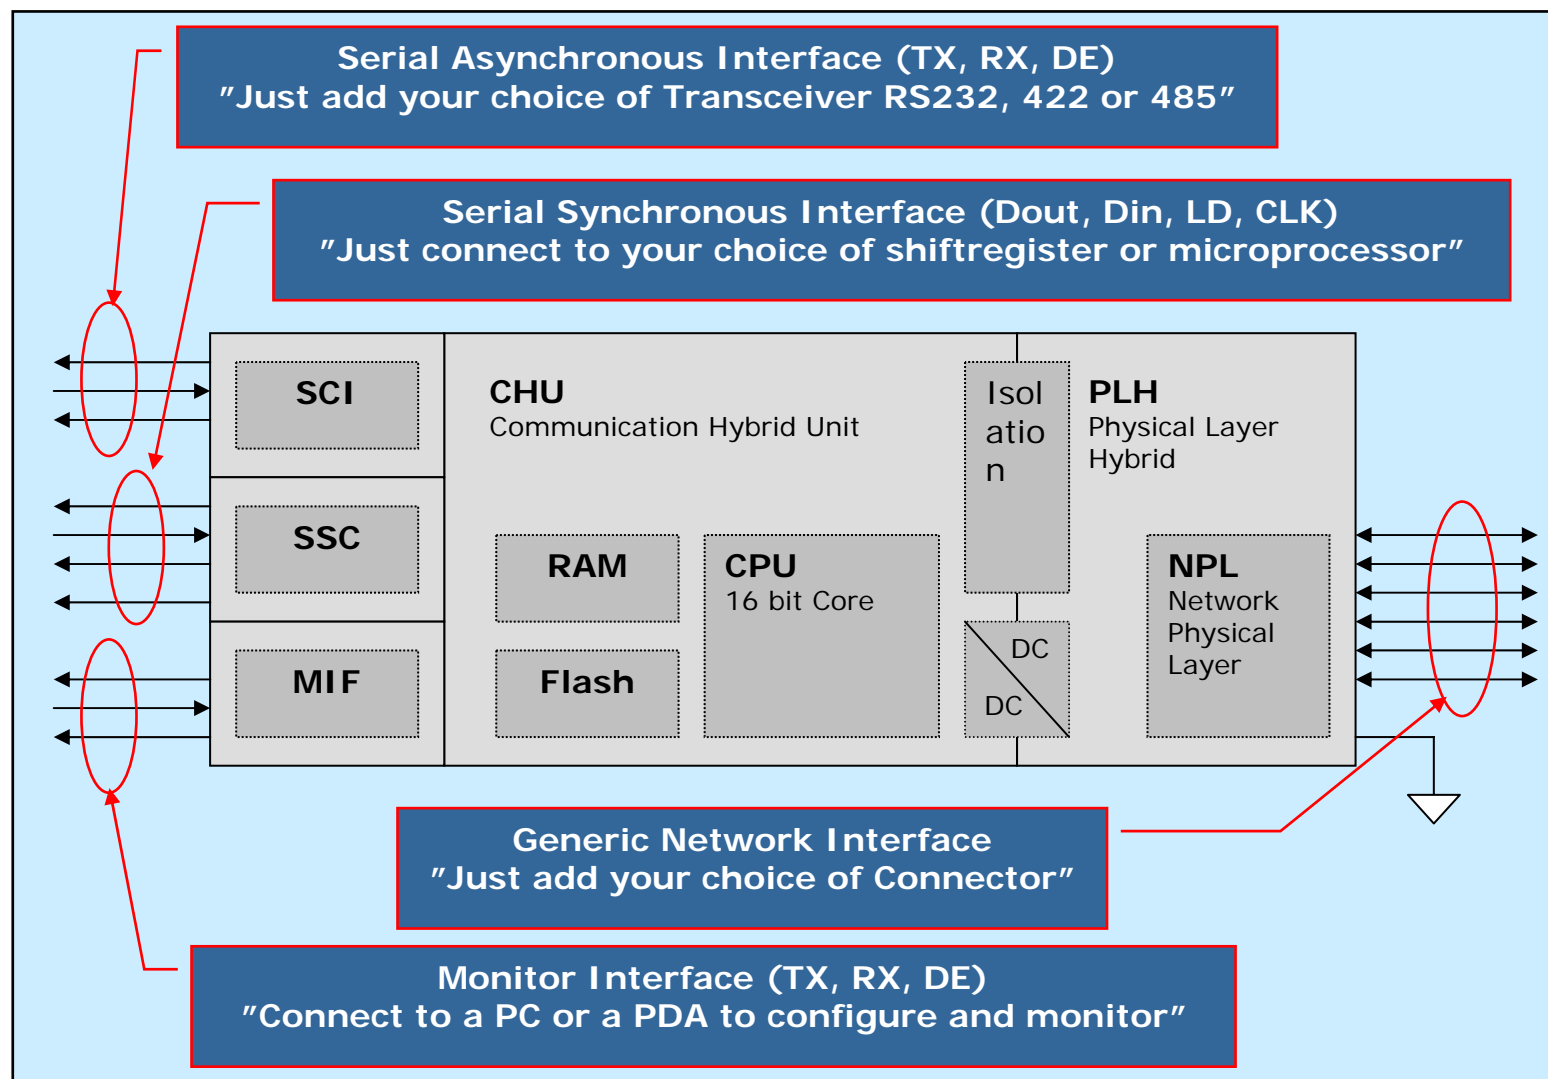 Serial Asynchronous Interface (TX, RX, DE)
"Just add your choice of Transceiver RS232, 422 or 485"
Serial Synchronous Interface (Dout, Din, LD, CLK)
"Just connect to your choice of shiftregister or microprocessor"
SCI
CHU
Communication Hybrid Unit
Isol
atio
n
PLH
Physical Layer
Hybrid
SSC
RAM
CPU
16 bit Core
NPL
Network
Physical
Layer
MIF
Flash
DC
DC
Generic Network Interface
"Just add your choice of Connector"
Monitor Interface (TX, RX, DE)
"Connect to a PC or a PDA to configure and monitor"